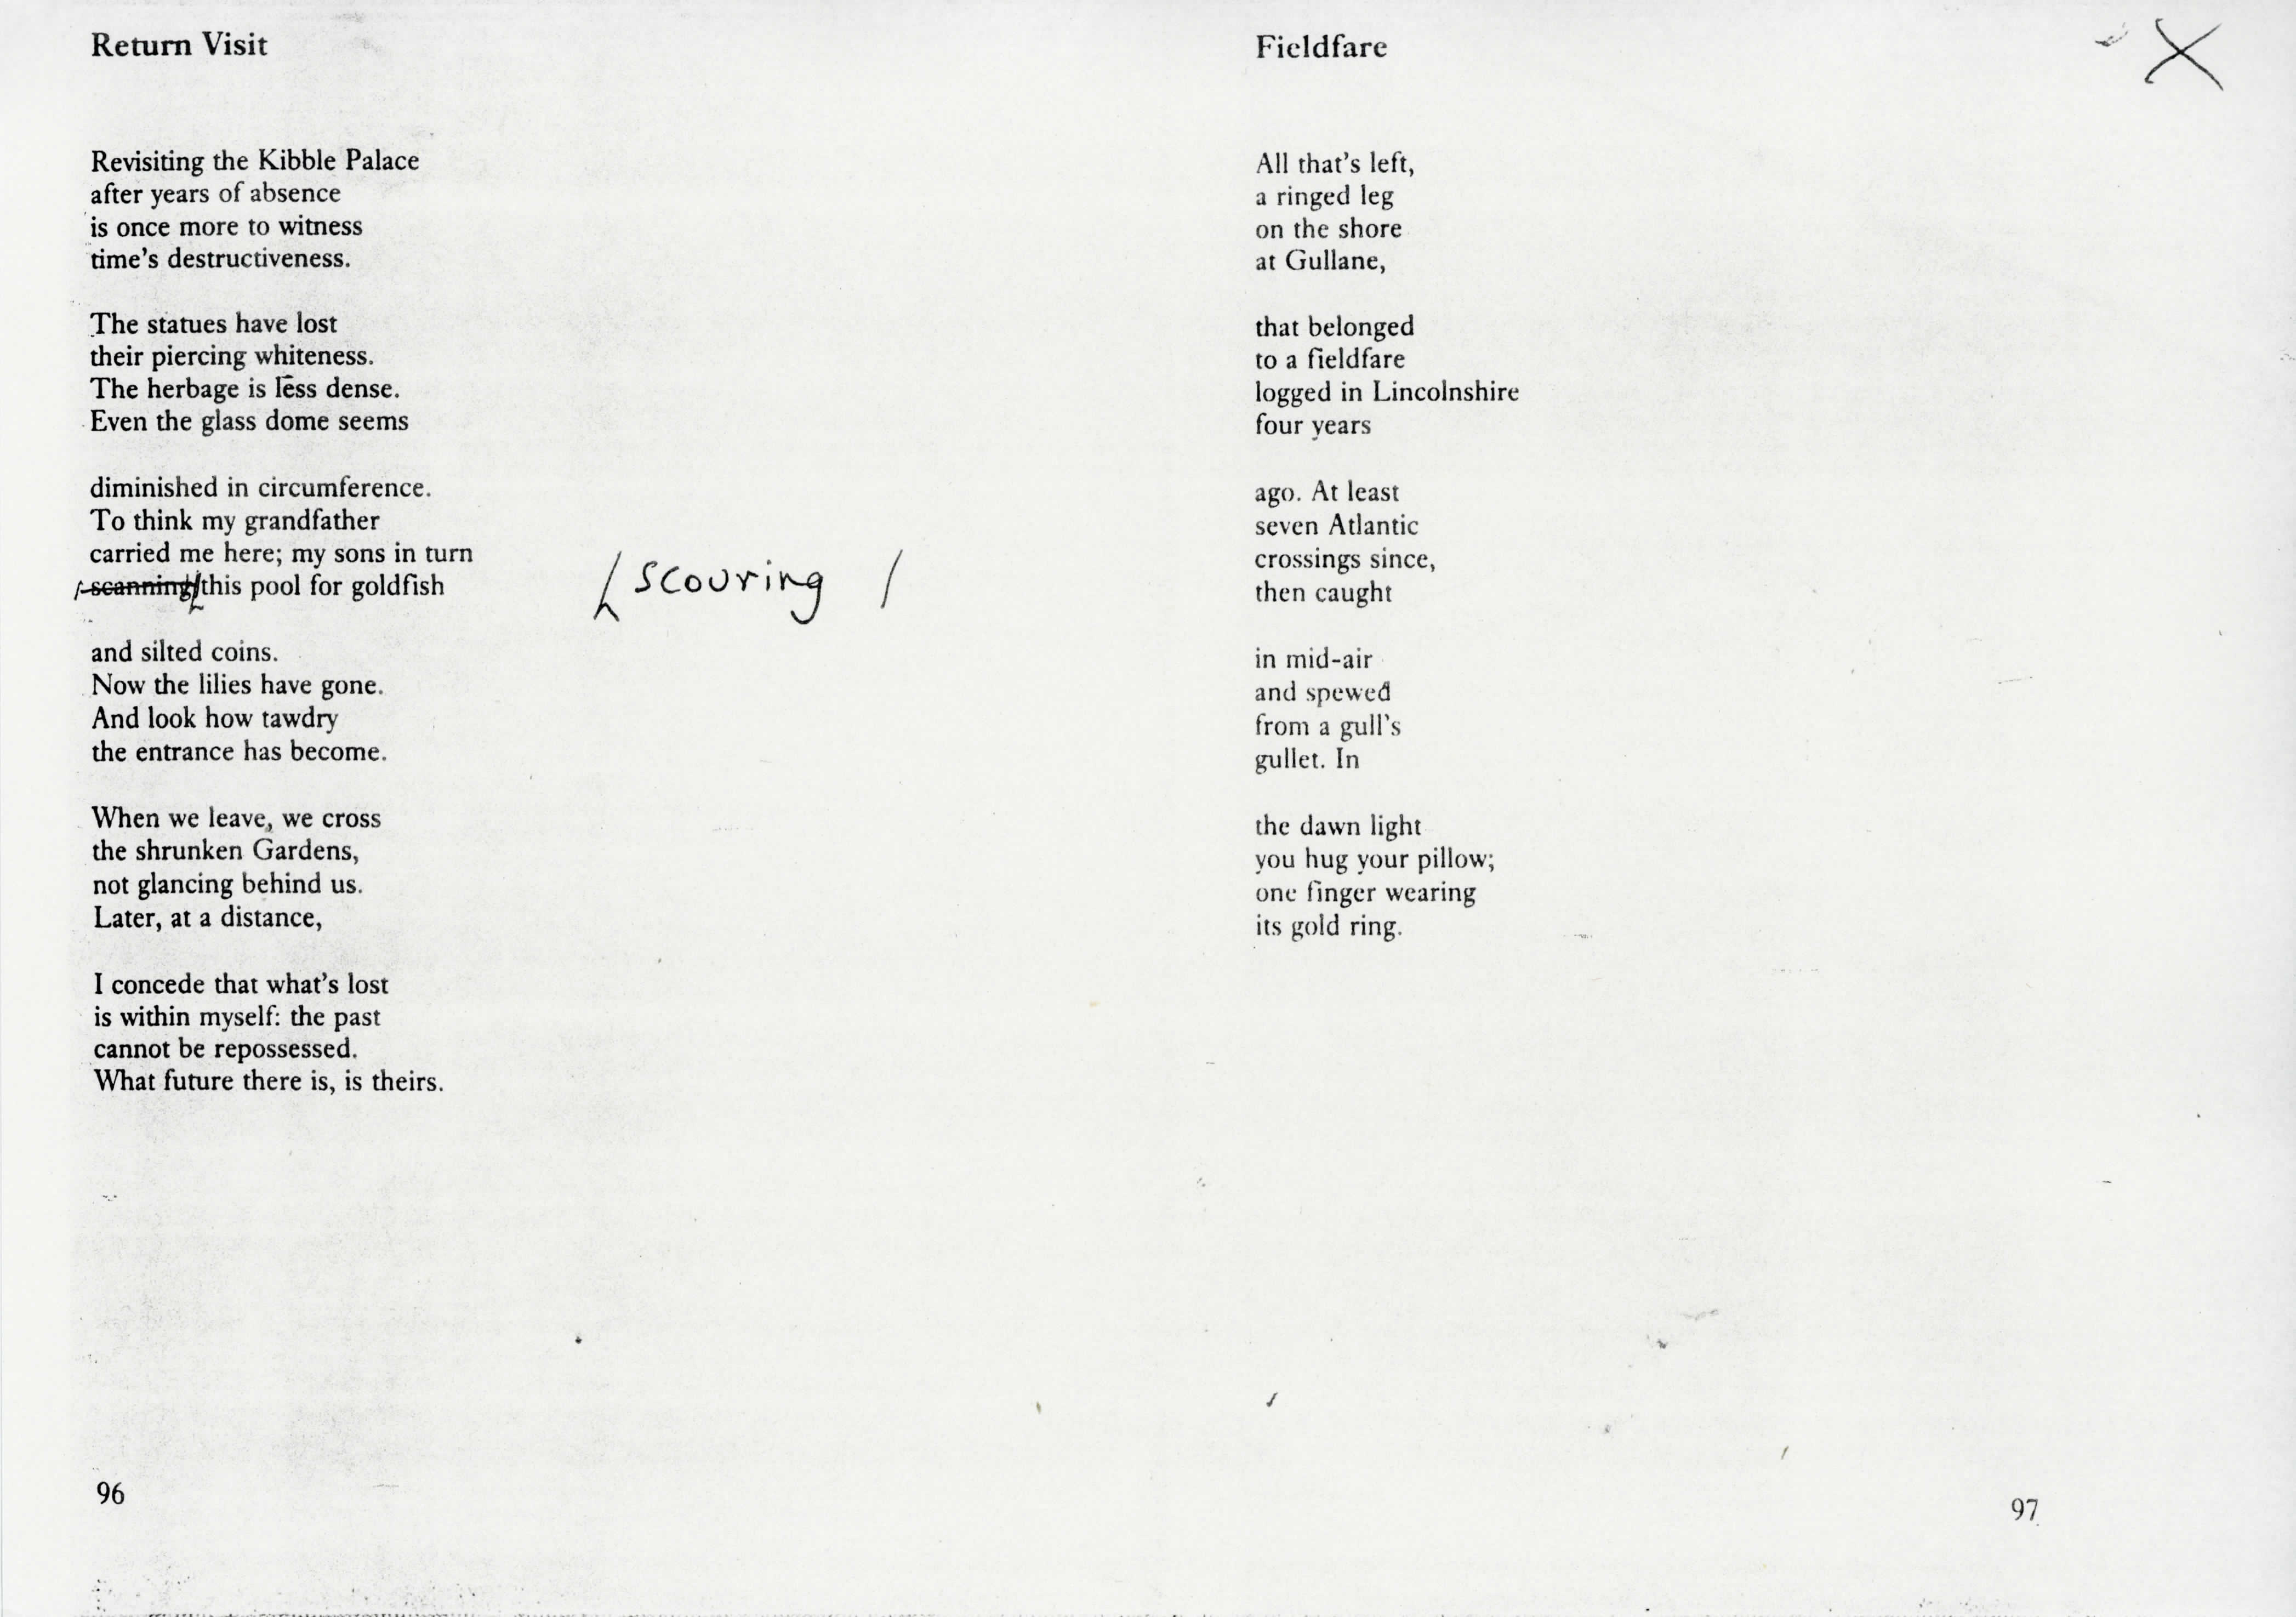 Return Visit
Revisiting the Kibble Palace
after years of absence
is once more to witness
time's destructiveness.
The statues have lost
their piercing whiteness.
The herbage is less dense.
Even the glass dome seems
diminished in circumference.
To think my grandfather
carried me here; my sons in turn
scanning this pool for goldfish
scouring
and silted coins.
Now the lilies have gone.
And look how tawdry
the entrance has become.
When we leave, we cross
the shrunken Gardens,
not glancing behind us.
Later, at a distance,
I concede that what's lost
is within myself: the past
cannot be repossessed.
What future there is, is theirs.
96
Fieldfare
X
All that's left,
a ringed leg
on the shore
at Gullane,
that belonged
to a fieldfare
logged in Lincolnshire
four years
ago. At least
seven Atlantic
crossings since,
then caught
in mid-air
and spewed
from a gull's
gullet. In
the dawn light
you hug your pillow;
one finger wearing
its gold ring.
97